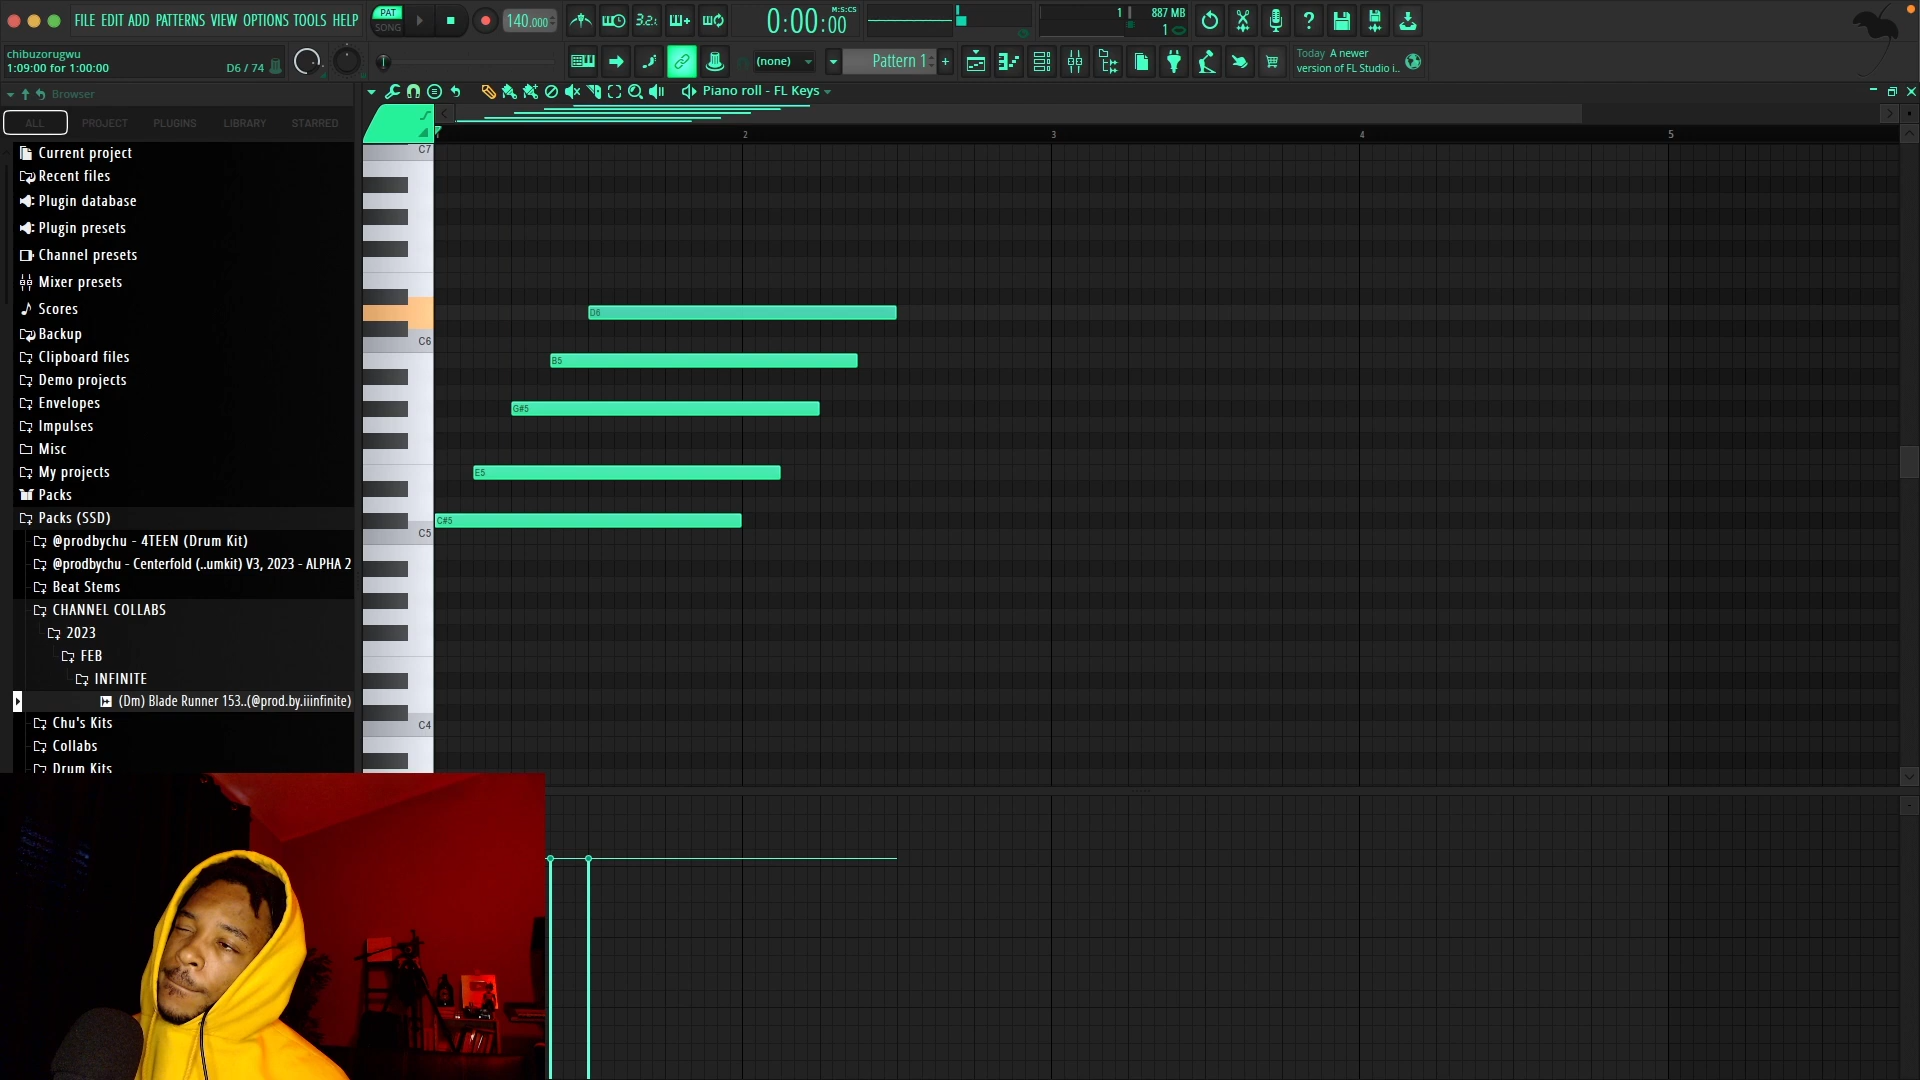 FILE EDIT ADD PATTERNS VIEW OPTIONS TOOLS HELP
PAT
SONG
140.000
3.2.
0:00:00
M:S:CS
1
887 MB
1
chibuzorugwu
1:09:00 for 1:00:00
D6 / 74
(none)
Pattern 1
+
Today A newer
version of FL Studio i..
Browser
Piano roll - FL Keys
ALL
PROJECT
PLUGINS
LIBRARY
STARRED
1
2
3
4
5
Current project
Recent files
Plugin database
Plugin presets
Channel presets
Mixer presets
Scores
Backup
Clipboard files
Demo projects
Envelopes
Impulses
Misc
My projects
Packs
Packs (SSD)
@prodbychu - 4TEEN (Drum Kit)
@prodbychu - Centerfold (..umkit) V3, 2023 - ALPHA 2
Beat Stems
CHANNEL COLLABS
2023
FEB
INFINITE
(Dm) Blade Runner 153..(@prod.by.iiinfinite)
Chu's Kits
Collabs
Drum Kits
C7
C6
C5
C4
D6
B5
G#5
E5
C#5